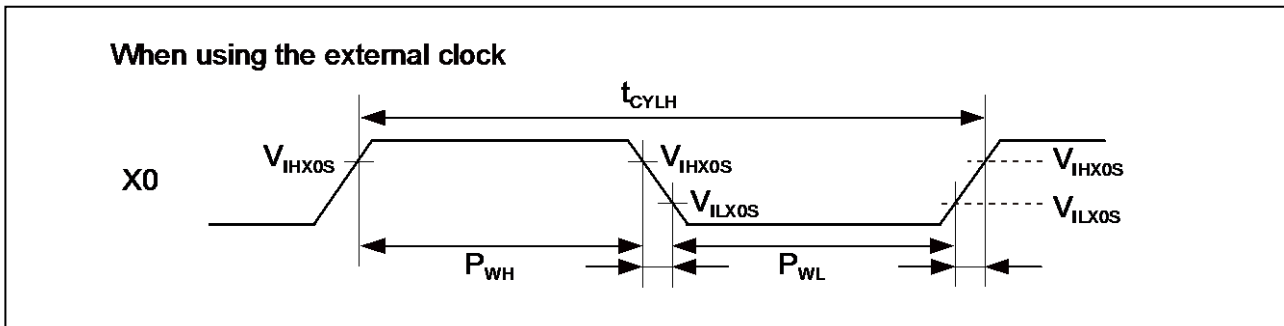 When using the external clock
tCYLH
X0
VIHX0S
VIHX0S
VIHX0S
VILX0S
VILX0S
PWH
PWL